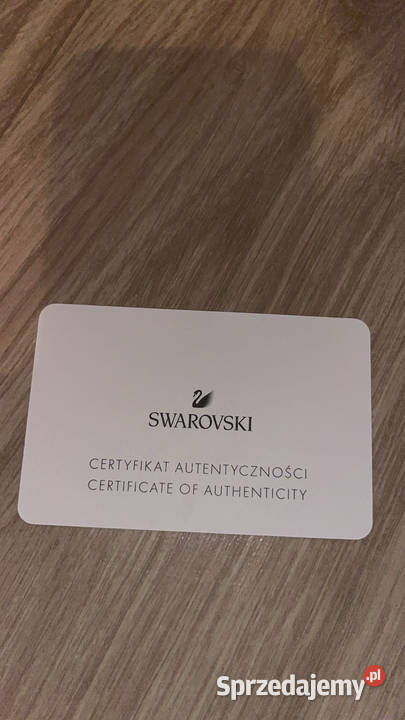 SWAROVSKI
CERTYFIKAT AUTENTYCZNOŚCI
CERTIFICATE OF AUTHENTICITY
Sprzedajemy.pl